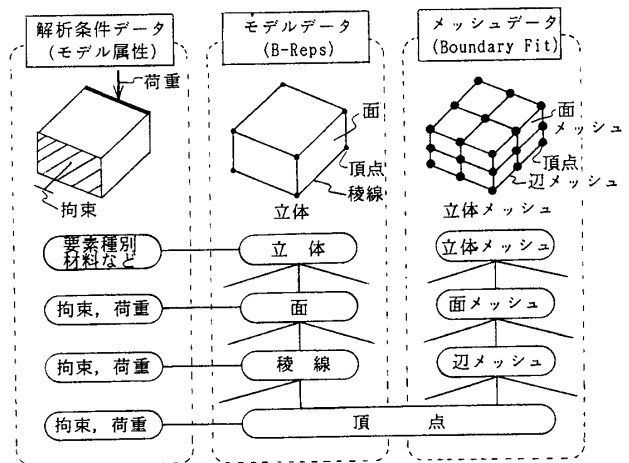 解析条件データ
(モデル属性)
荷重
拘束
要素種別
材料など
拘束, 荷重
拘束, 荷重
拘束, 荷重
モデルデータ
(B-Reps)
面
頂点
稜線
立体
立 体
面
稜 線
頂 点
メッシュデータ
(Boundary Fit)
面
メッシュ
頂点
辺メッシュ
立体メッシュ
立体メッシュ
面メッシュ
辺メッシュ